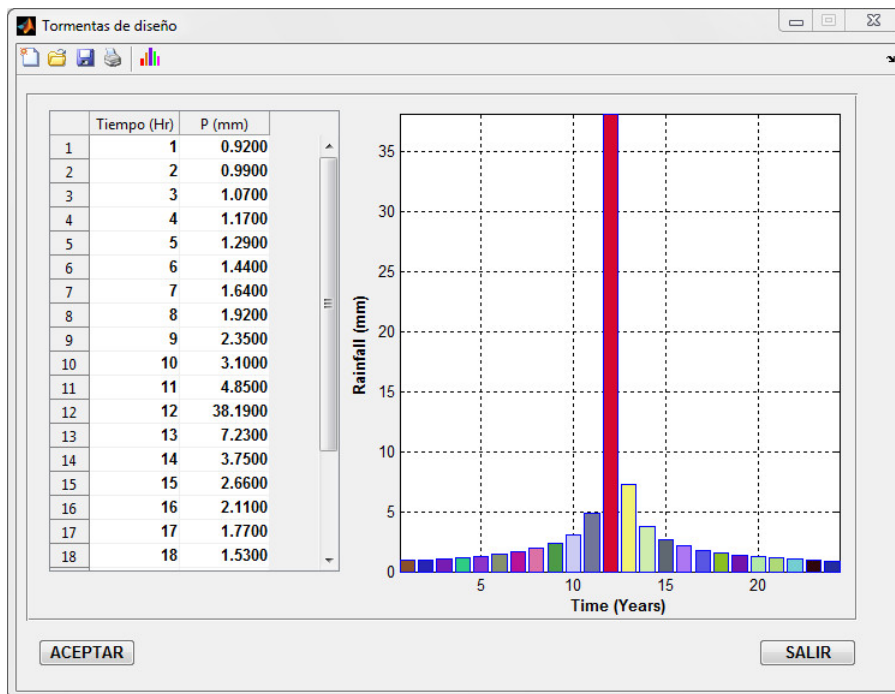 Tormentas de diseño
Tiempo (Hr) P (mm)
1 1 0.9200
2 2 0.9900
3 3 1.0700
4 4 1.1700
5 5 1.2900
6 6 1.4400
7 7 1.6400
8 8 1.9200
9 9 2.3500
10 10 3.1000
11 11 4.8500
12 12 38.1900
13 13 7.2300
14 14 3.7500
15 15 2.6600
16 16 2.1100
17 17 1.7700
18 18 1.5300
Rainfall (mm)
35
30
25
20
15
10
5
0
5 10 15 20
Time (Years)
ACEPTAR
SALIR